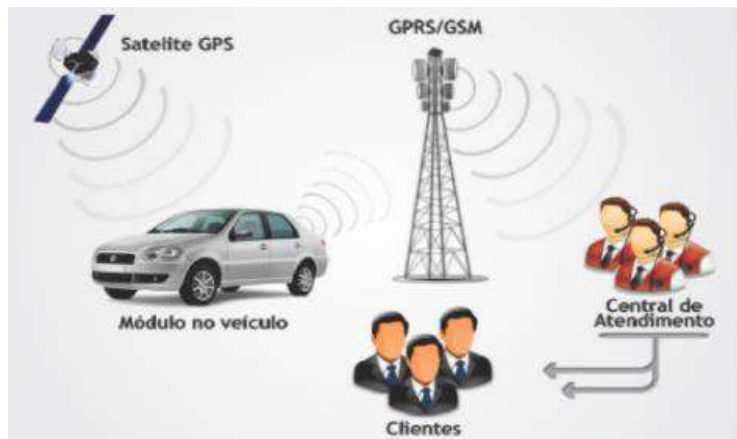 Satelite GPS
GPRS/GSM
Módulo no veículo
Central de
Atendimento
Clientes